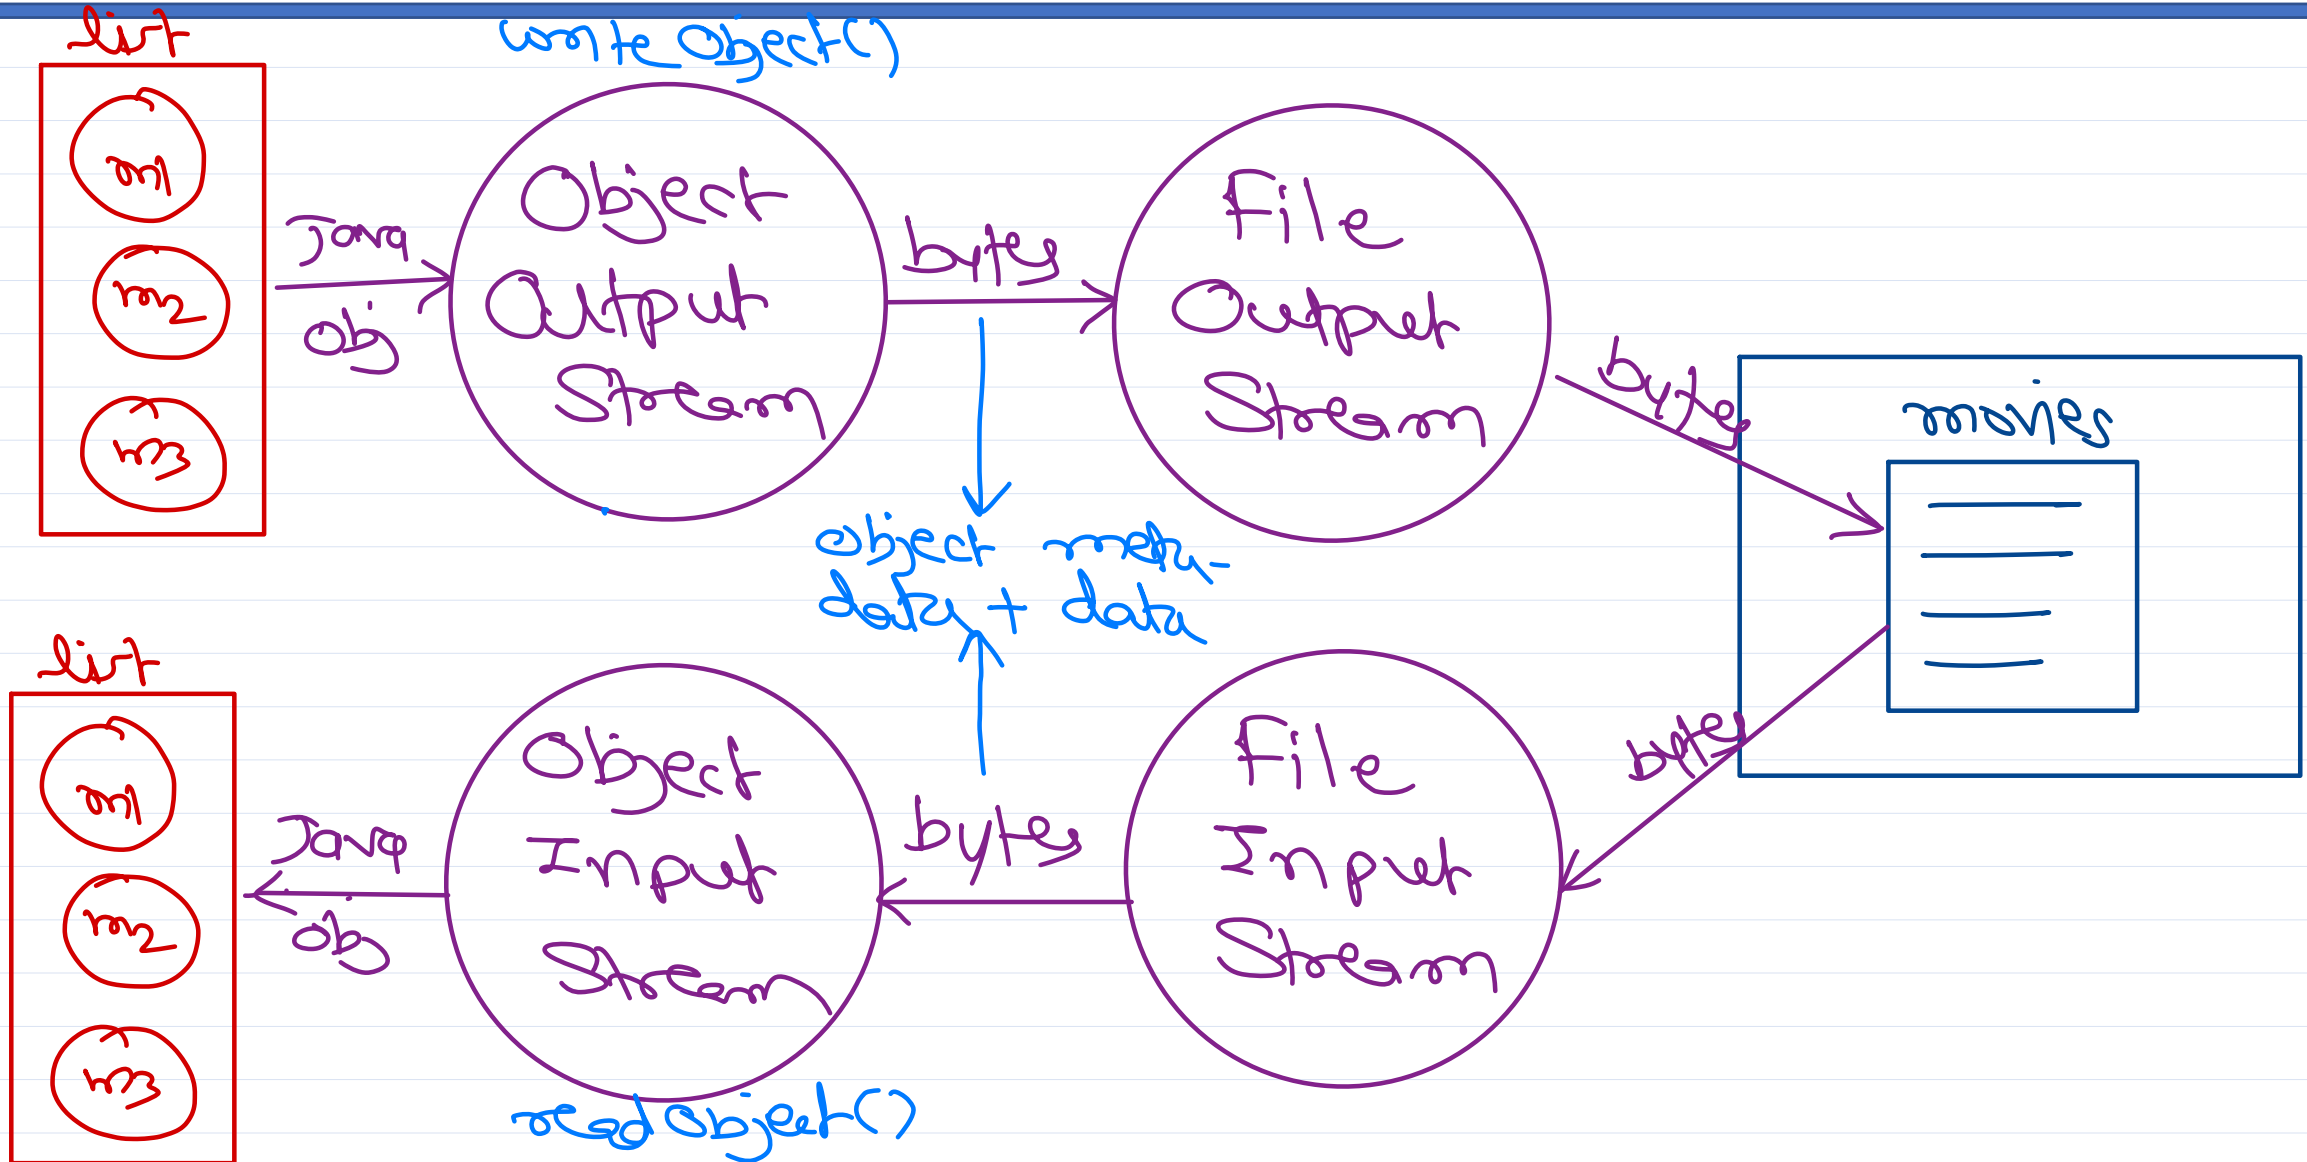 list
writeObject()
m1
m2
m3
Java
Obj
Object
Output
Stream
bytes
File
Output
Stream
bytes
movies
object meta-
data + data
list
m1
m2
m3
Java
Obj
Object
Input
Stream
bytes
File
Input
Stream
bytes
readObject()